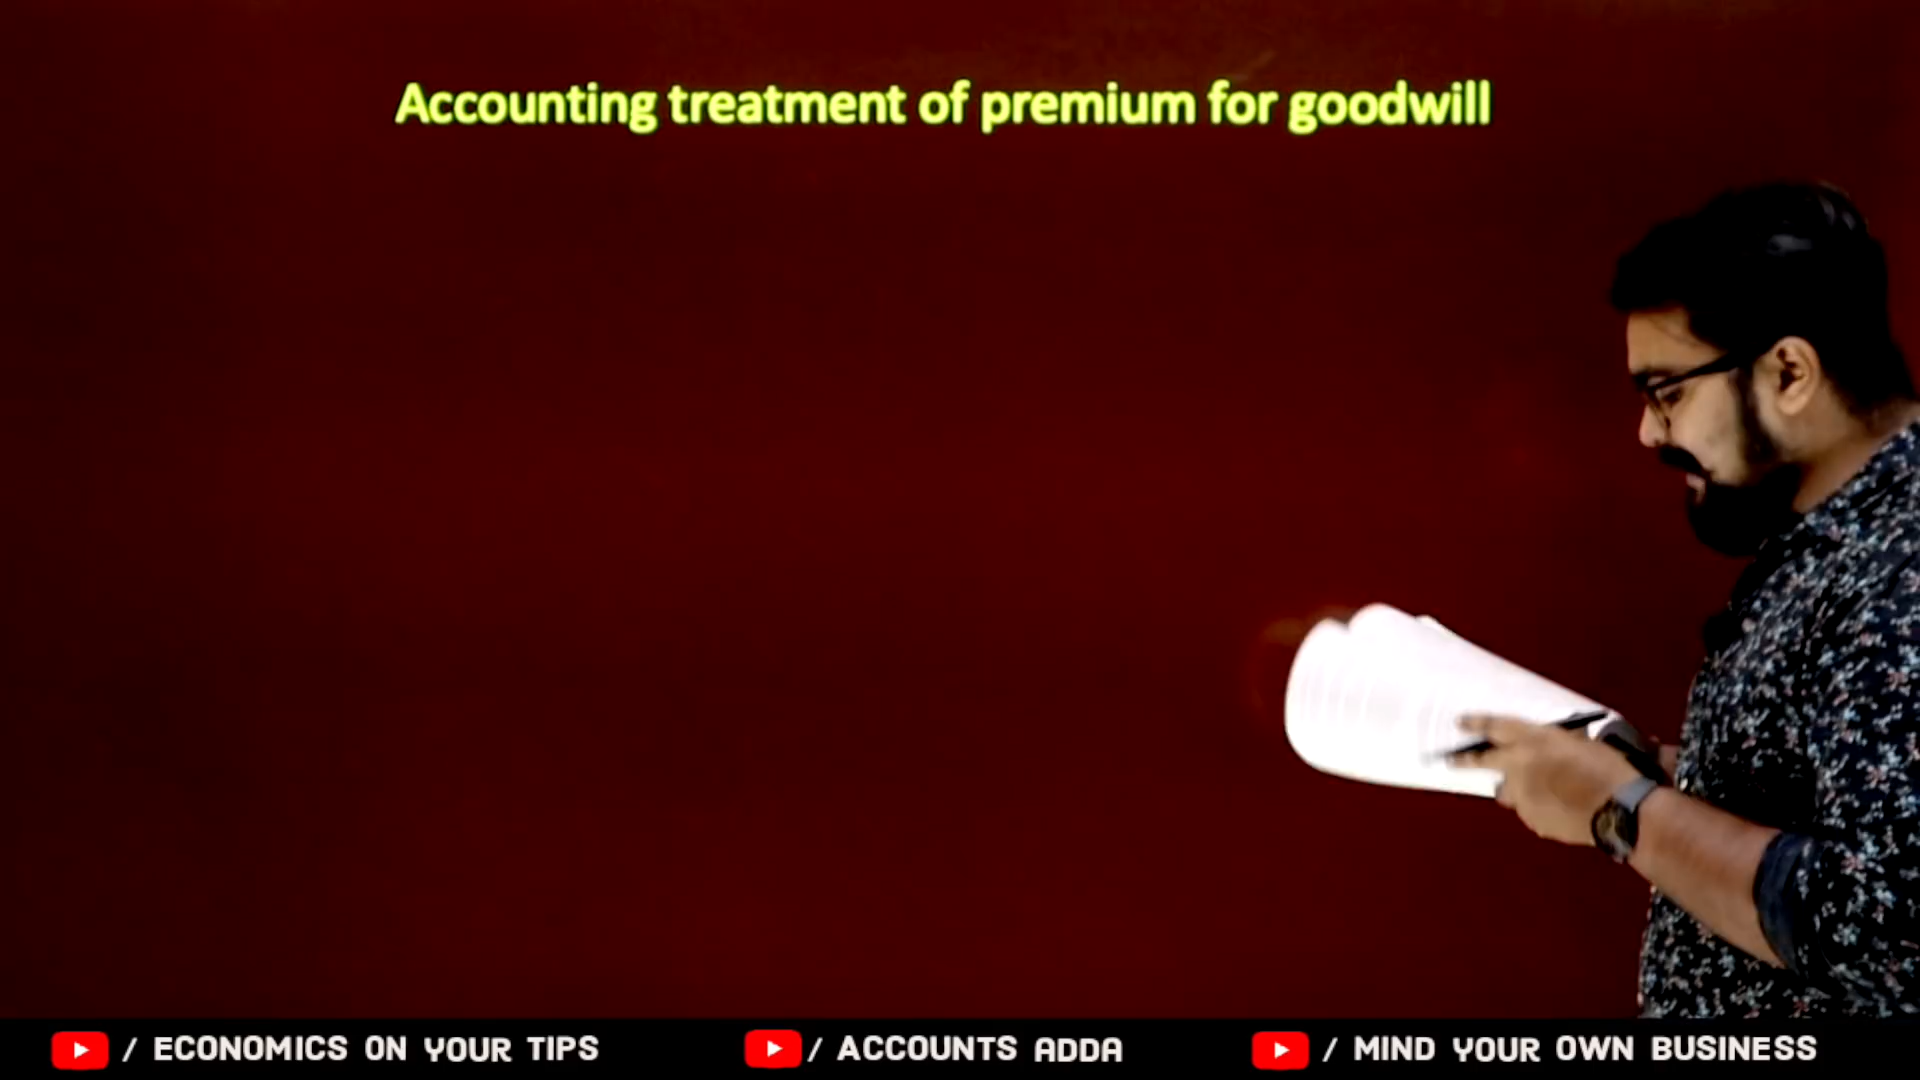 Accounting treatment of premium for goodwill
/ ECONOMICS ON YOUR TIPS / ACCOUNTS ADDA / MIND YOUR OWN BUSINESS